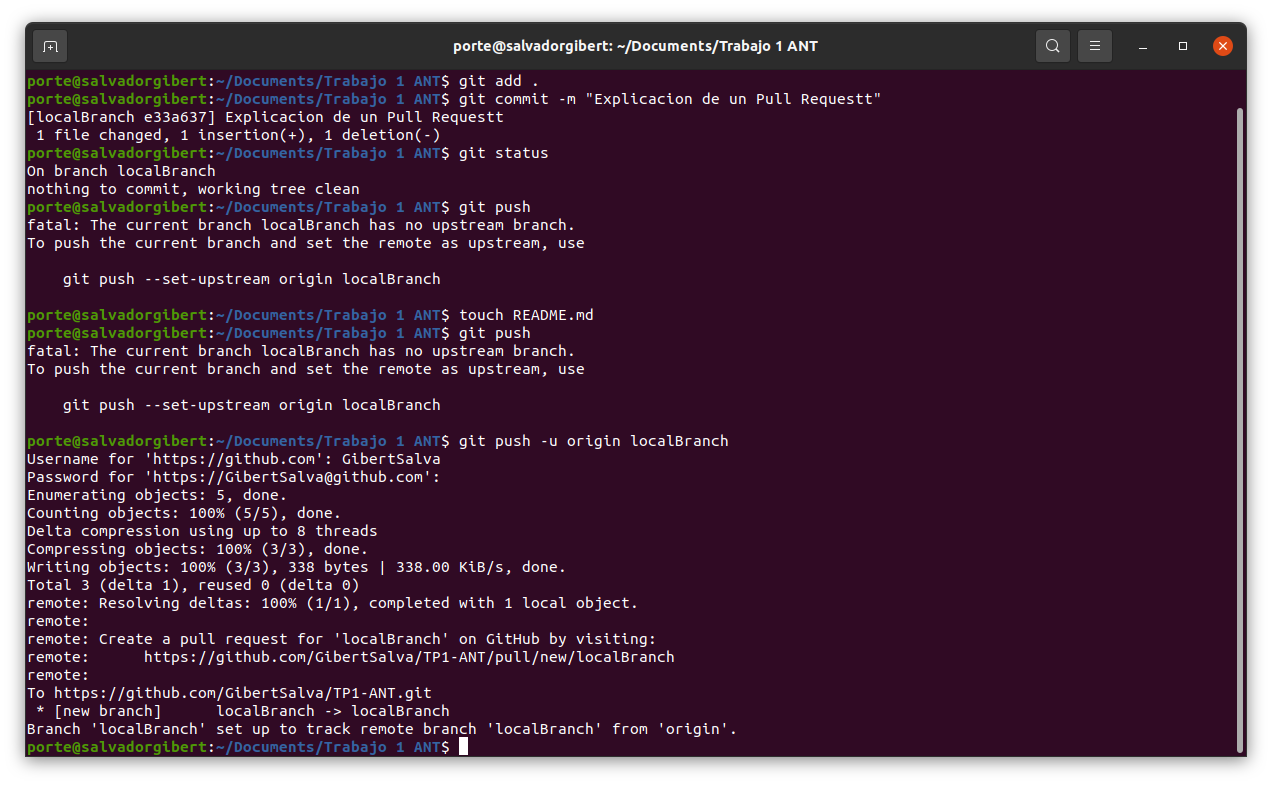 porte@salvadorgibert: ~/Documents/Trabajo 1 ANT
porte@salvadorgibert:~/Documents/Trabajo 1 ANT$ git add .
porte@salvadorgibert:~/Documents/Trabajo 1 ANT$ git commit -m "Explicacion de un Pull Requestt"
[localBranch e33a637] Explicacion de un Pull Requestt
 1 file changed, 1 insertion(+), 1 deletion(-)
porte@salvadorgibert:~/Documents/Trabajo 1 ANT$ git status
On branch localBranch
nothing to commit, working tree clean
porte@salvadorgibert:~/Documents/Trabajo 1 ANT$ git push
fatal: The current branch localBranch has no upstream branch.
To push the current branch and set the remote as upstream, use

    git push --set-upstream origin localBranch

porte@salvadorgibert:~/Documents/Trabajo 1 ANT$ touch README.md
porte@salvadorgibert:~/Documents/Trabajo 1 ANT$ git push
fatal: The current branch localBranch has no upstream branch.
To push the current branch and set the remote as upstream, use

    git push --set-upstream origin localBranch

porte@salvadorgibert:~/Documents/Trabajo 1 ANT$ git push -u origin localBranch
Username for 'https://github.com': GibertSalva
Password for 'https://GibertSalva@github.com':
Enumerating objects: 5, done.
Counting objects: 100% (5/5), done.
Delta compression using up to 8 threads
Compressing objects: 100% (3/3), done.
Writing objects: 100% (3/3), 338 bytes | 338.00 KiB/s, done.
Total 3 (delta 1), reused 0 (delta 0)
remote: Resolving deltas: 100% (1/1), completed with 1 local object.
remote:
remote: Create a pull request for 'localBranch' on GitHub by visiting:
remote:      https://github.com/GibertSalva/TP1-ANT/pull/new/localBranch
remote:
To https://github.com/GibertSalva/TP1-ANT.git
 * [new branch]      localBranch -> localBranch
Branch 'localBranch' set up to track remote branch 'localBranch' from 'origin'.
porte@salvadorgibert:~/Documents/Trabajo 1 ANT$